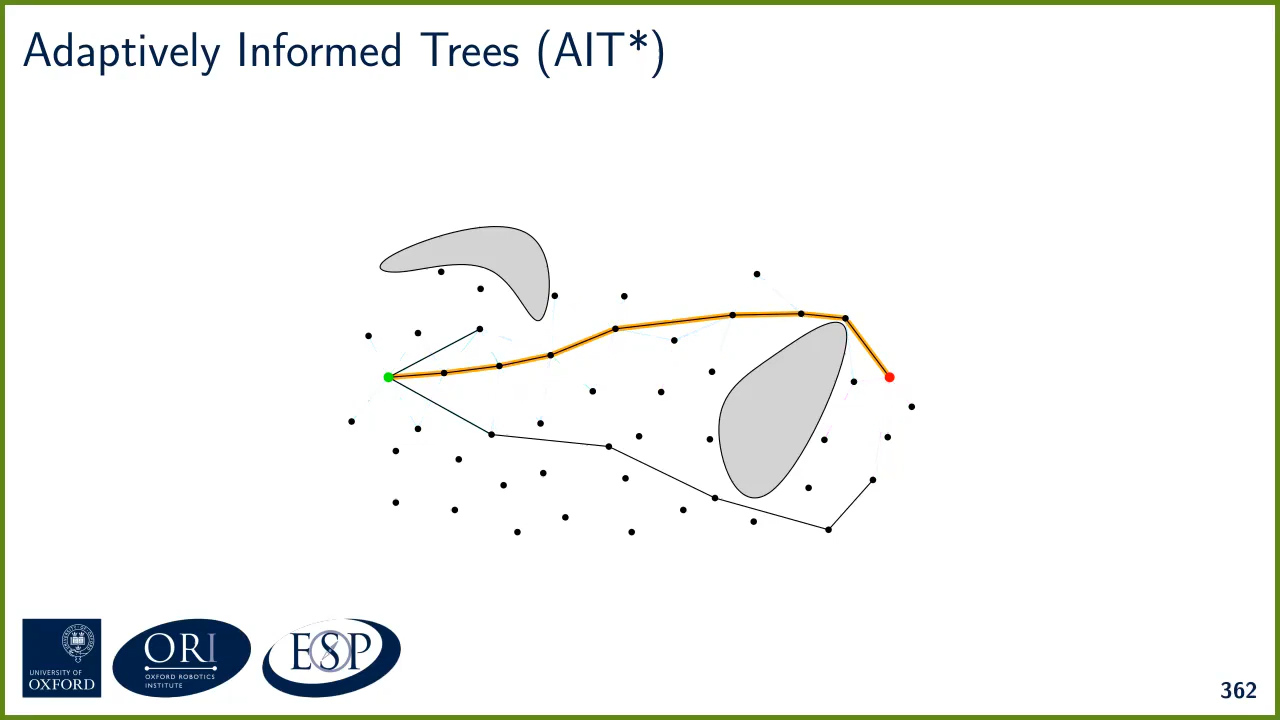 Adaptively Informed Trees (AIT*)
UNIVERSITY OF
OXFORD
ORI
OXFORD ROBOTICS
INSTITUTE
ESP
362